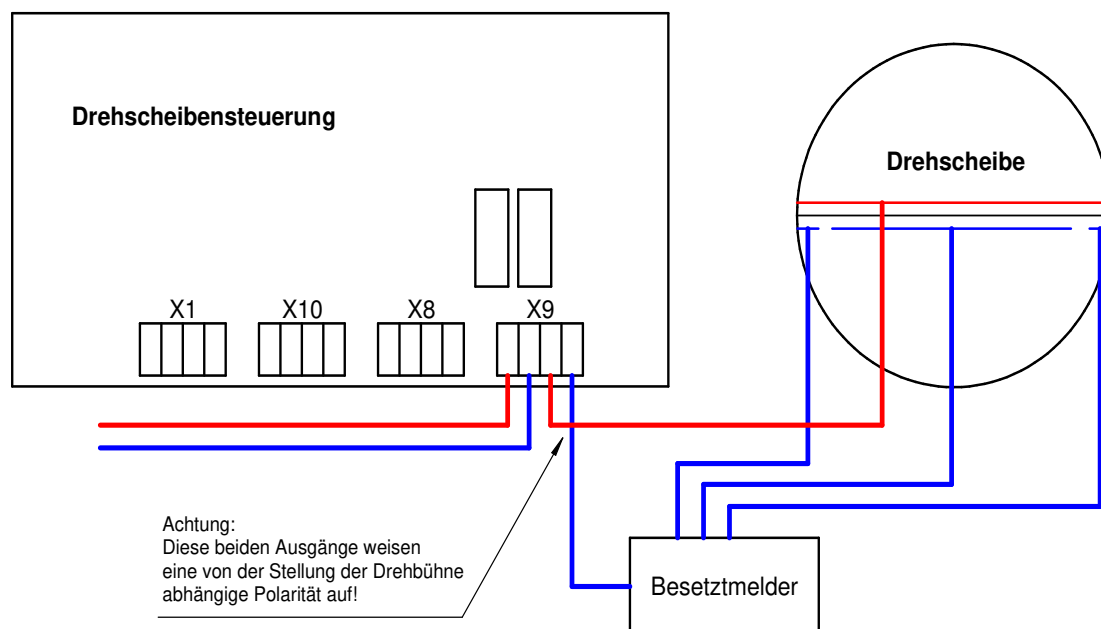 Drehscheibensteuerung
Drehscheibe
X1
X10
X8
X9
Achtung:
Diese beiden Ausgänge weisen
eine von der Stellung der Drehbühne
abhängige Polarität auf!
Besetztmelder